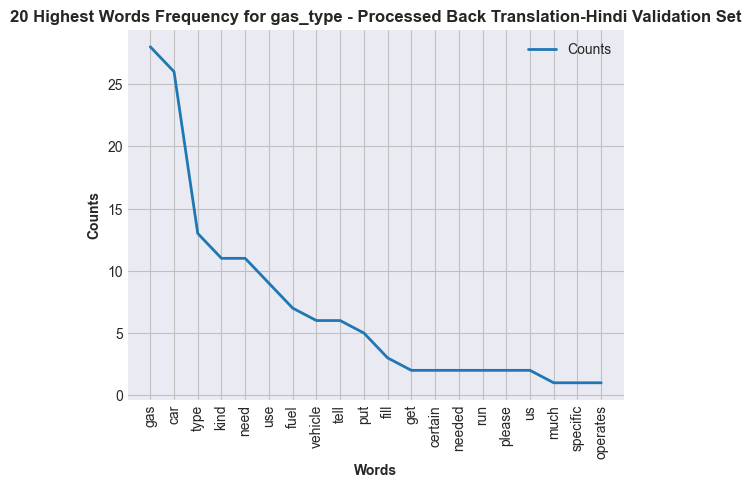 20 Highest Words Frequency for gas_type - Processed Back Translation-Hindi Validation Set
Counts
25
20
15
10
5
0
Counts
gas
car
type
kind
need
use
fuel
vehicle
tell
put
fill
get
certain
needed
run
please
us
much
specific
operates
Words